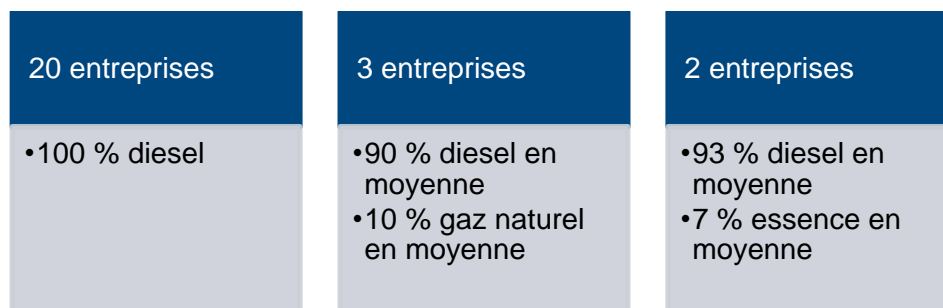 20 entreprises
•100 % diesel
3 entreprises
•90 % diesel en
moyenne
•10 % gaz naturel
en moyenne
2 entreprises
•93 % diesel en
moyenne
•7 % essence en
moyenne